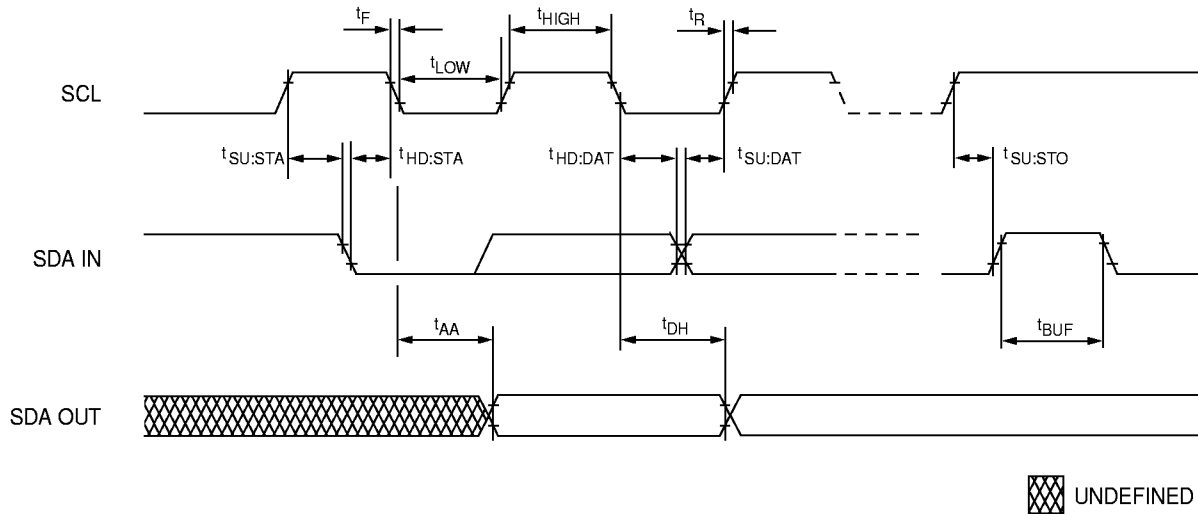 tF
tHIGH
tR
tLOW
SCL
tSU:STA
tHD:STA
tHD:DAT
tSU:DAT
tSU:STO
SDA IN
tAA
tDH
tBUF
SDA OUT
UNDEFINED